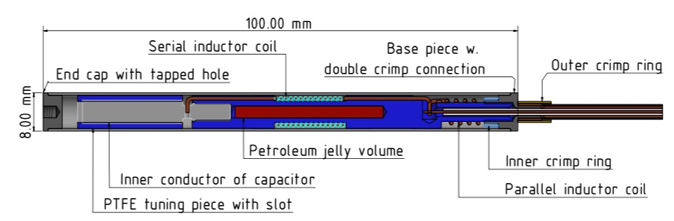 100.00 mm
Serial inductor coil
Base piece w.
double crimp connection
Outer crimp ring
End cap with tapped hole
8.00 mm
Petroleum jelly volume
Inner crimp ring
Inner conductor of capacitor
Parallel inductor coil
PTFE tuning piece with slot